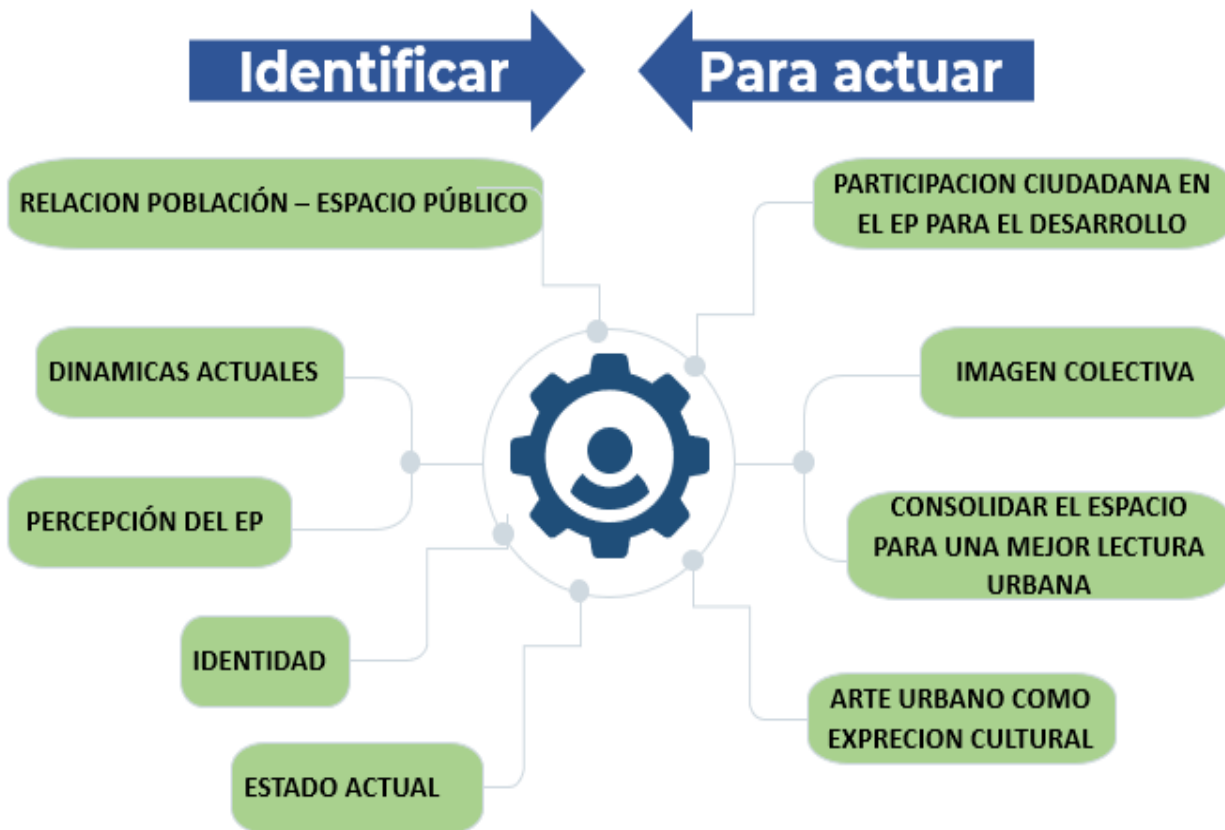 Identificar
Para actuar
RELACION POBLACIÓN – ESPACIO PÚBLICO
DINAMICAS ACTUALES
PERCEPCIÓN DEL EP
IDENTIDAD
ESTADO ACTUAL
PARTICIPACION CIUDADANA EN
EL EP PARA EL DESARROLLO
IMAGEN COLECTIVA
CONSOLIDAR EL ESPACIO
PARA UNA MEJOR LECTURA
URBANA
ARTE URBANO COMO
EXPRECION CULTURAL